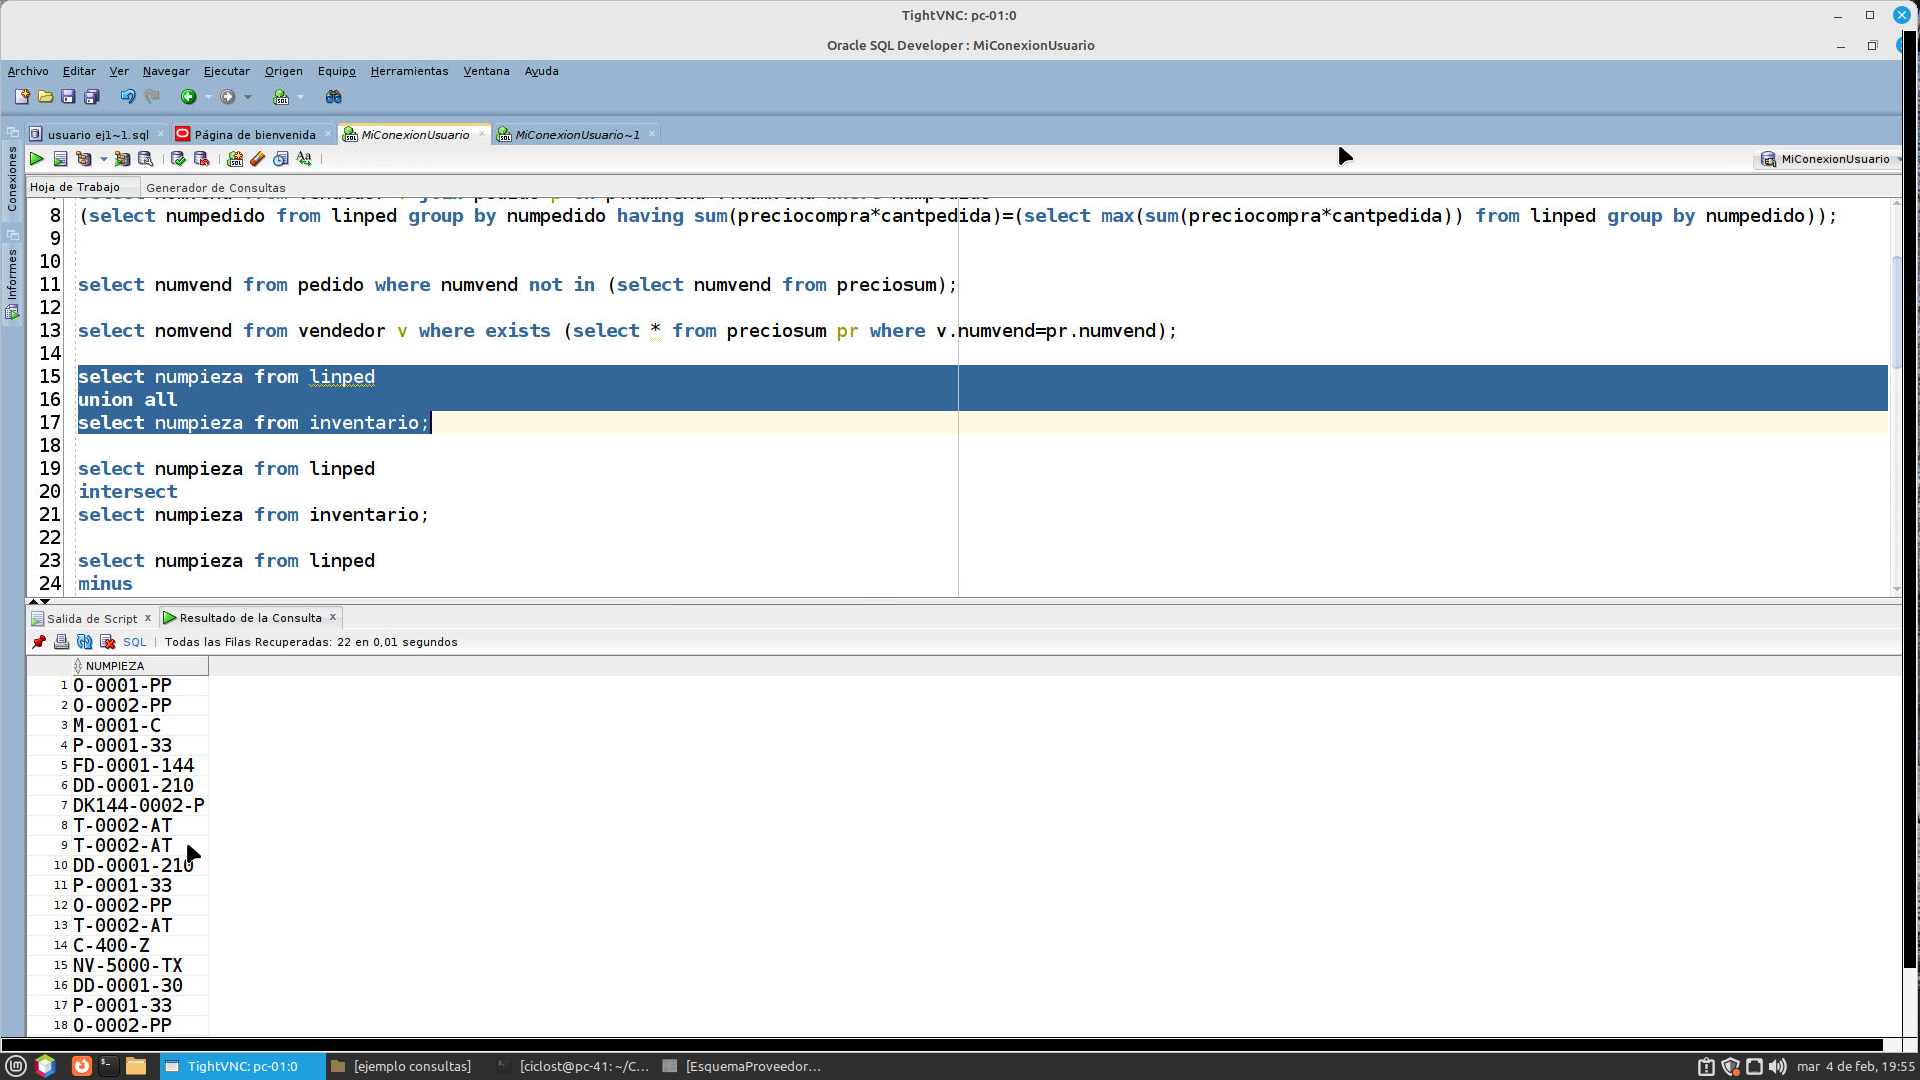 TightVNC: pc-01:0
Oracle SQL Developer : MiConexionUsuario
Archivo Editar Ver Navegar Ejecutar Origen Equipo Herramientas Ventana Ayuda
usuario ej1~1.sql Página de bienvenida MiConexionUsuario MiConexionUsuario~1
MiConexionUsuario
Hoja de Trabajo Generador de Consultas
Conexiones
Informes
8 (select numpedido from linped group by numpedido having sum(preciocompra*cantpedida)=(select max(sum(preciocompra*cantpedida)) from linped group by numpedido));
9
10
11 select numvend from pedido where numvend not in (select numvend from preciosum);
12
13 select nomvend from vendedor v where exists (select * from preciosum pr where v.numvend=pr.numvend);
14
15 select numpieza from linped
16 union all
17 select numpieza from inventario;
18
19 select numpieza from linped
20 intersect
21 select numpieza from inventario;
22
23 select numpieza from linped
24 minus
Salida de Script x Resultado de la Consulta x
SQL | Todas las Filas Recuperadas: 22 en 0,01 segundos
NUMPIEZA
1 O-0001-PP
2 O-0002-PP
3 M-0001-C
4 P-0001-33
5 FD-0001-144
6 DD-0001-210
7 DK144-0002-P
8 T-0002-AT
9 T-0002-AT
10 DD-0001-210
11 P-0001-33
12 O-0002-PP
13 T-0002-AT
14 C-400-Z
15 NV-5000-TX
16 DD-0001-30
17 P-0001-33
18 O-0002-PP
TightVNC: pc-01:0 [ejemplo consultas] [ciclost@pc-41: ~/C... [EsquemaProveedor... mar 4 de feb, 19:55